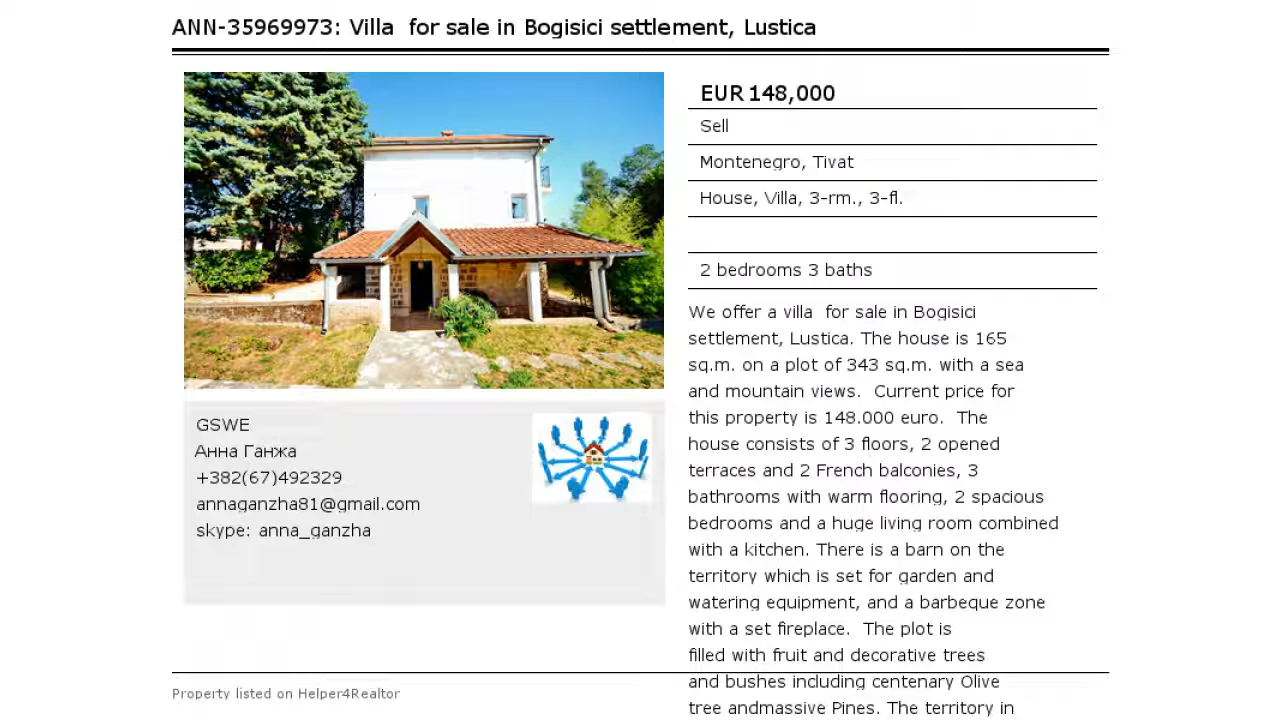 ANN-35969973: Villa  for sale in Bogisici settlement, Lustica
EUR 148,000
Sell
Montenegro, Tivat
House, Villa, 3-rm., 3-fl.
2 bedrooms 3 baths
We offer a villa  for sale in Bogisici
settlement, Lustica. The house is 165
sq.m. on a plot of 343 sq.m. with a sea
and mountain views.  Current price for
this property is 148.000 euro.  The
house consists of 3 floors, 2 opened
terraces and 2 French balconies, 3
bathrooms with warm flooring, 2 spacious
bedrooms and a huge living room combined
with a kitchen. There is a barn on the
territory which is set for garden and
watering equipment, and a barbeque zone
with a set fireplace.  The plot is
filled with fruit and decorative trees
and bushes including centenary Olive
tree andmassive Pines. The territory in
GSWE
Анна Ганжа
+382(67)492329
annaganzha81@gmail.com
skype: anna_ganzha
Property listed on Helper4Realtor